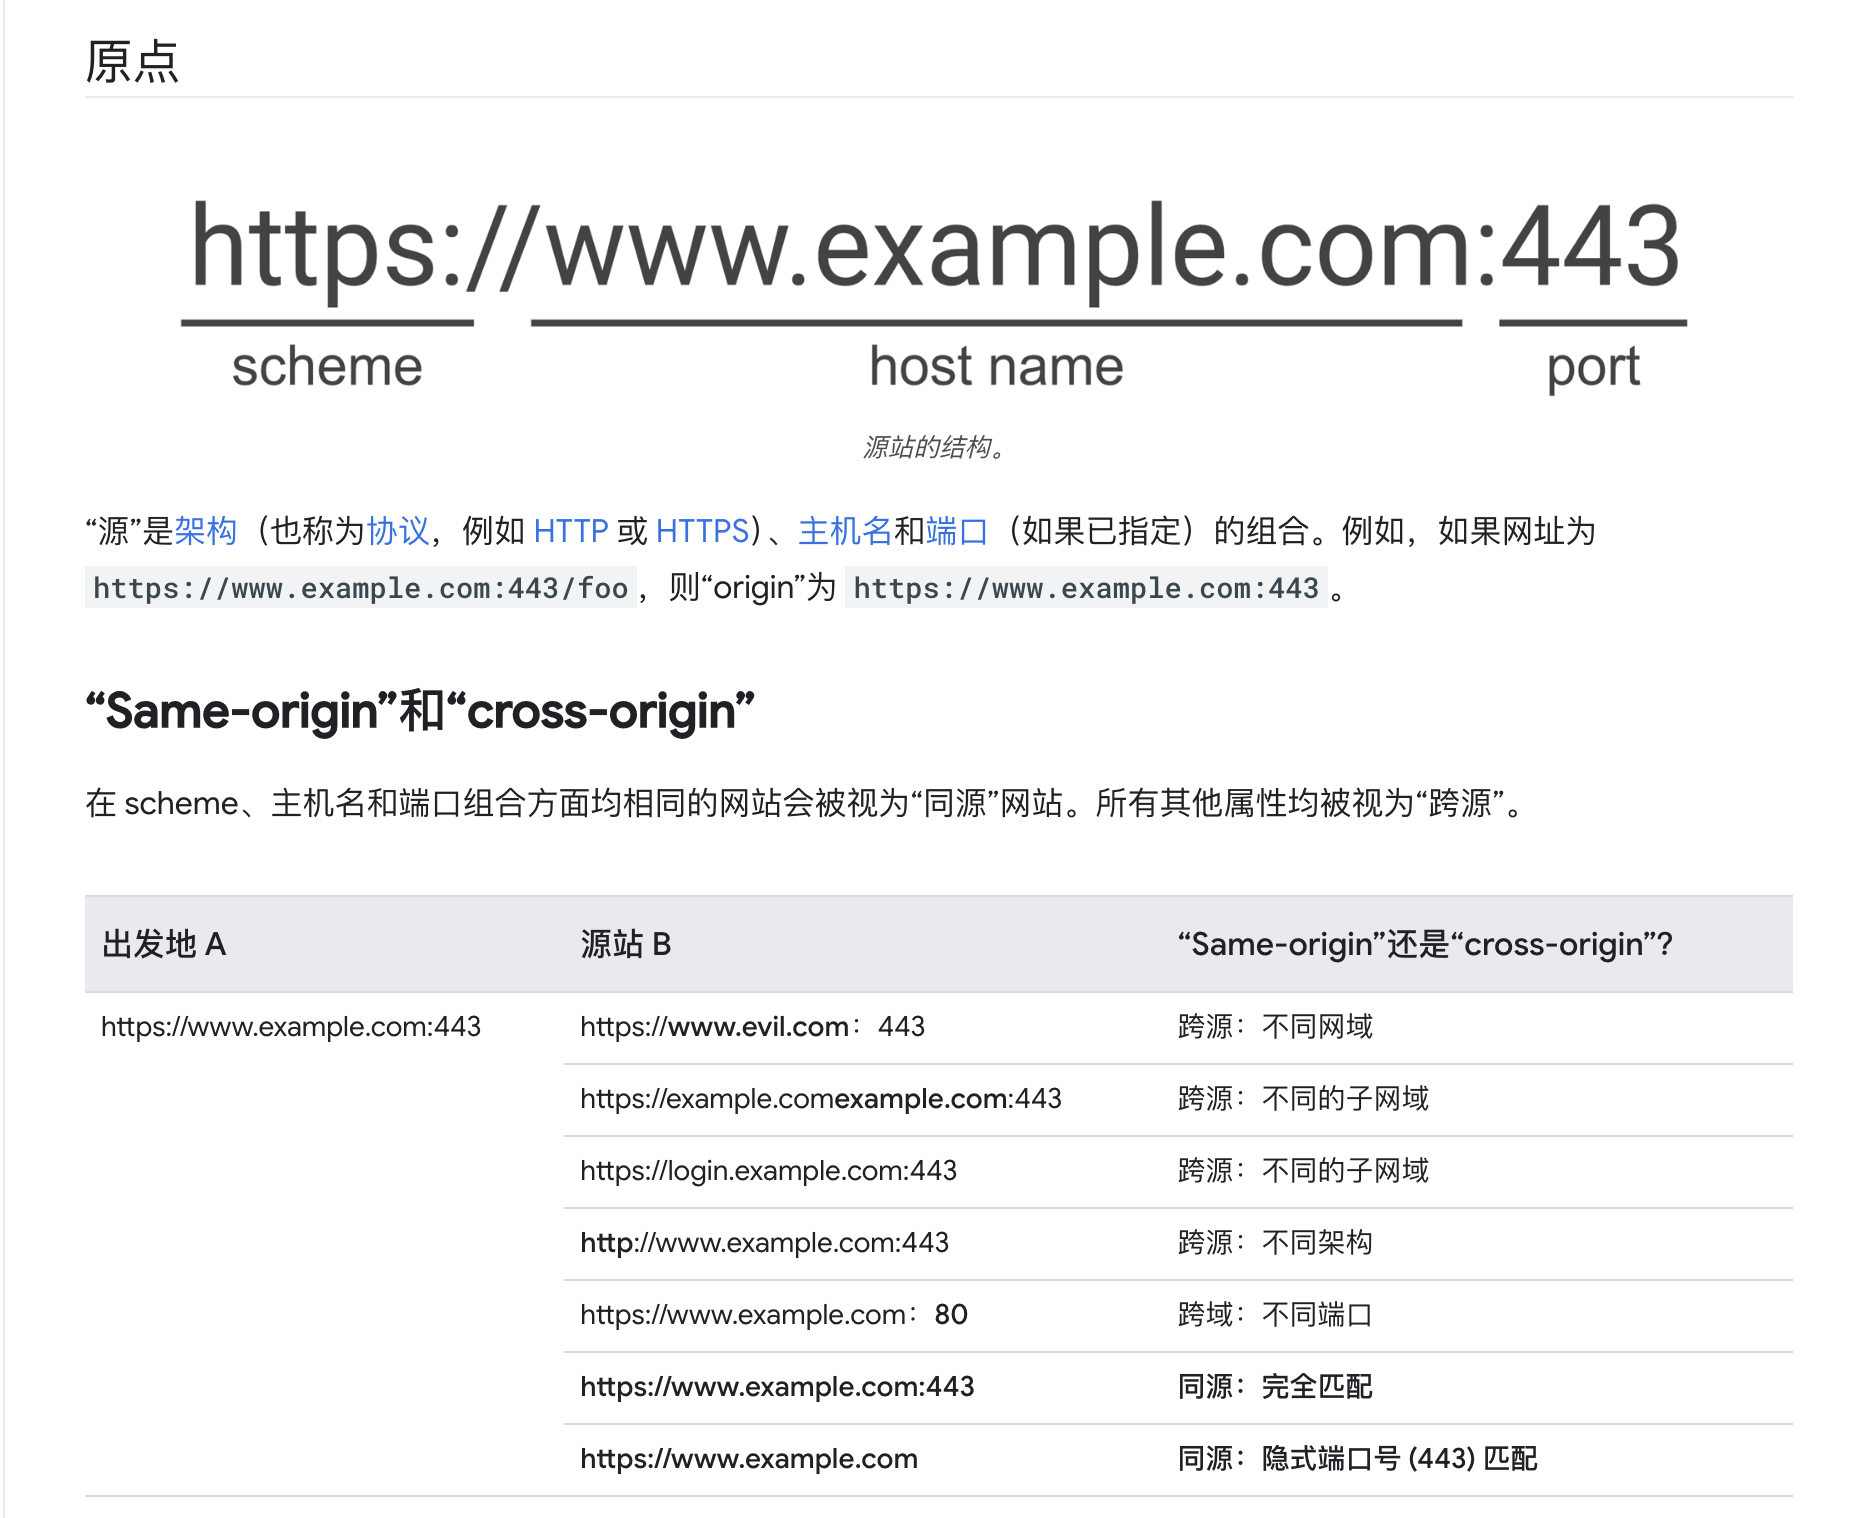 原点
https://www.example.com:443
scheme host name port
源站的结构。
“源”是架构（也称为协议，例如 HTTP 或 HTTPS）、主机名和端口（如果已指定）的组合。例如，如果网址为
https://www.example.com:443/foo，则“origin”为 https://www.example.com:443。
“Same-origin”和“cross-origin”
在 scheme、主机名和端口组合方面均相同的网站会被视为“同源”网站。所有其他属性均被视为“跨源”。
出发地 A 源站 B “Same-origin”还是“cross-origin”?
https://www.example.com:443 https://www.evil.com：443 跨源：不同网域
https://example.comexample.com:443 跨源：不同的子网域
https://login.example.com:443 跨源：不同的子网域
http://www.example.com:443 跨源：不同架构
https://www.example.com：80 跨域：不同端口
https://www.example.com:443 同源：完全匹配
https://www.example.com 同源：隐式端口号 (443) 匹配